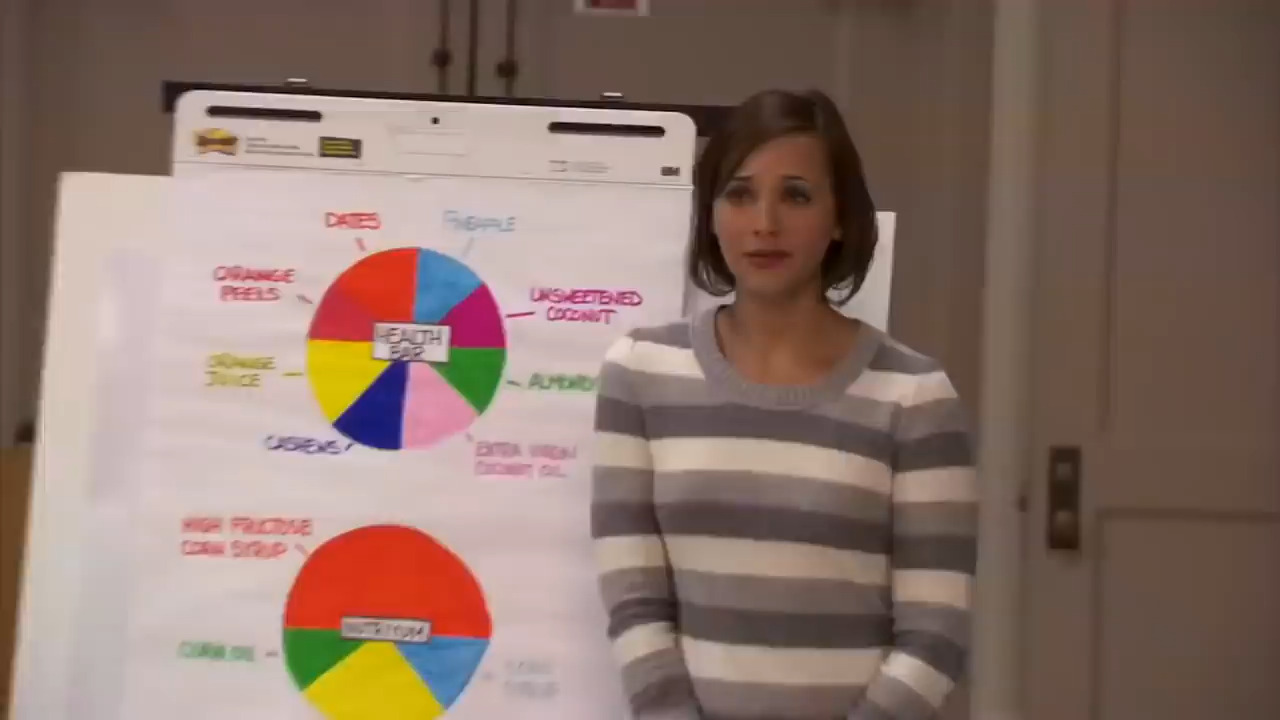 DATES
PINEAPPLE
ORANGE
PEELS
UNSWEETENED
COCONUT
HEALTH
BAR
ORANGE
JUICE
ALMONDS
CASHEWS
EXTRA VIRGIN
COCONUT OIL
HIGH FRUCTOSE
CORN SYRUP
NUTRIYUM
CORN OIL
SYRUP